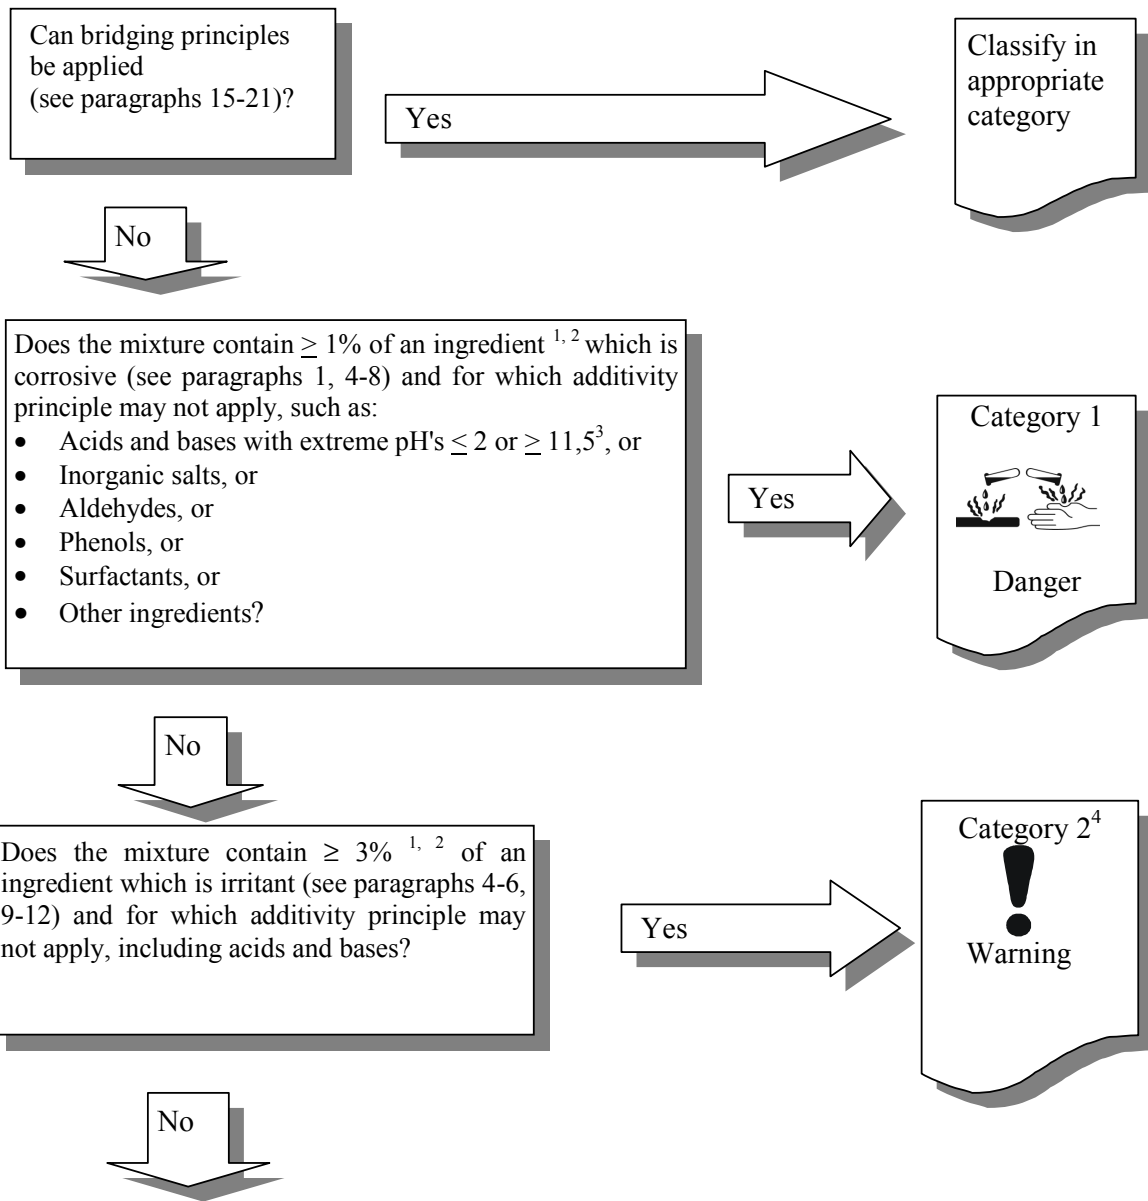 Can bridging principles
be applied
(see paragraphs 15-21)?
Yes
Classify in
appropriate
category
No
Does the mixture contain ≥ 1% of an ingredient 1, 2 which is
corrosive (see paragraphs 1, 4-8) and for which additivity
principle may not apply, such as:
• Acids and bases with extreme pH's ≤ 2 or ≥ 11,5³, or
• Inorganic salts, or
• Aldehydes, or
• Phenols, or
• Surfactants, or
• Other ingredients?
Yes
Category 1
Danger
No
Does the mixture contain ≥ 3% 1, 2 of an
ingredient which is irritant (see paragraphs 4-6,
9-12) and for which additivity principle may
not apply, including acids and bases?
Yes
Category 2⁴
Warning
No